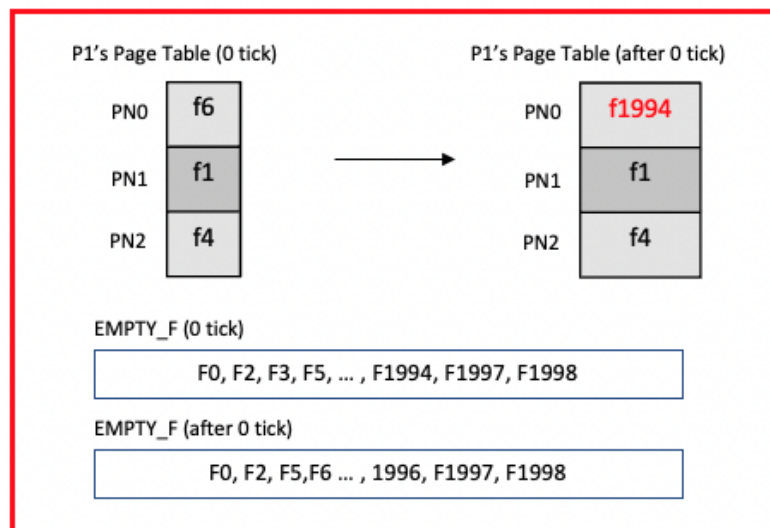 P1's Page Table (0 tick) P1's Page Table (after 0 tick)
PN0 f6 PN0 f1994
PN1 f1 PN1 f1
PN2 f4 PN2 f4
EMPTY_F (0 tick)
F0, F2, F3, F5, ... , F1994, F1997, F1998
EMPTY_F (after 0 tick)
F0, F2, F5,F6 ... , 1996, F1997, F1998